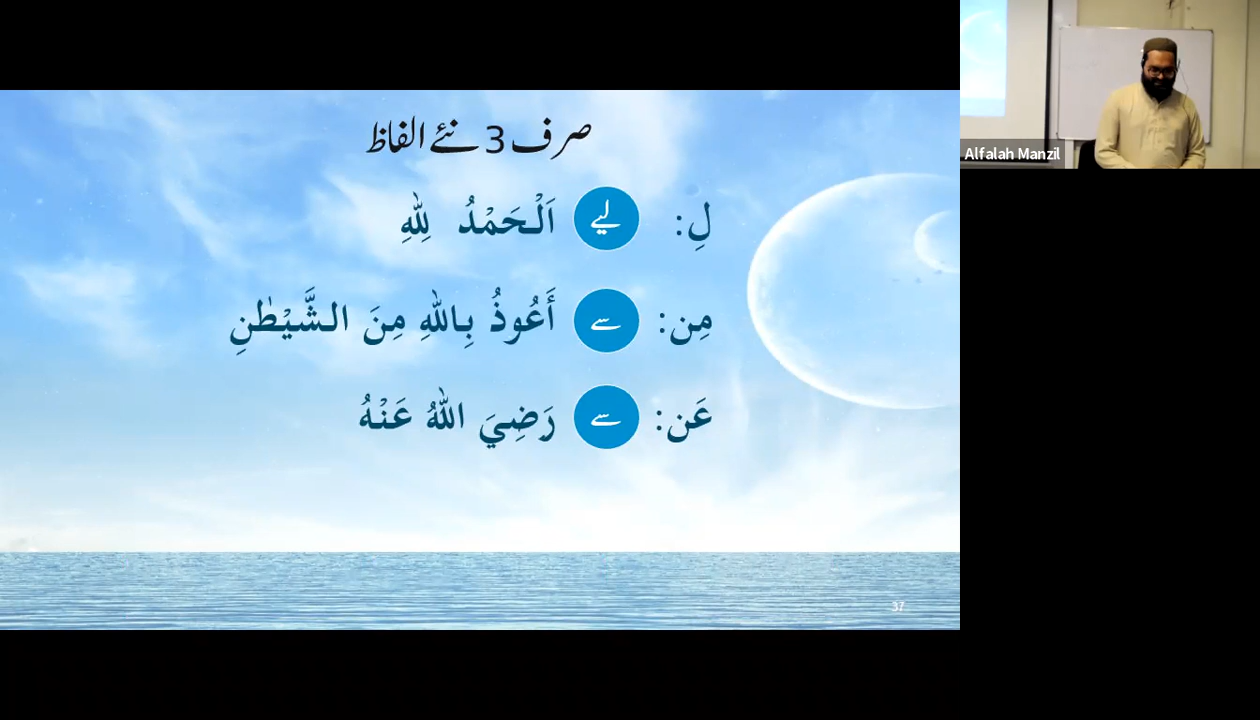 صرف 3 نئے الفاظ
لِ: لیے اَلْحَمْدُ لِلّٰهِ
مِن: سے أَعُوذُ بِاللّٰهِ مِنَ الشَّيْطٰنِ
عَن: سے رَضِيَ اللّٰهُ عَنْهُ
37
Alfalah Manzil